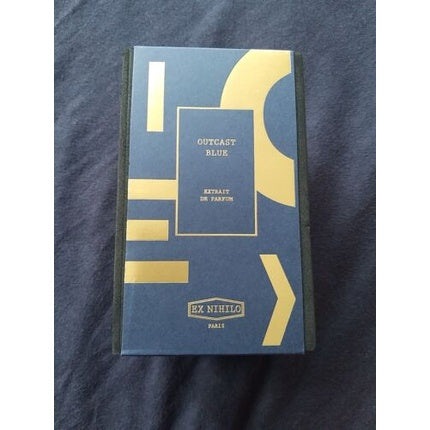 OUTCAST
BLUE
EXTRAIT
DE PARFUM
EX NIHILO
PARIS